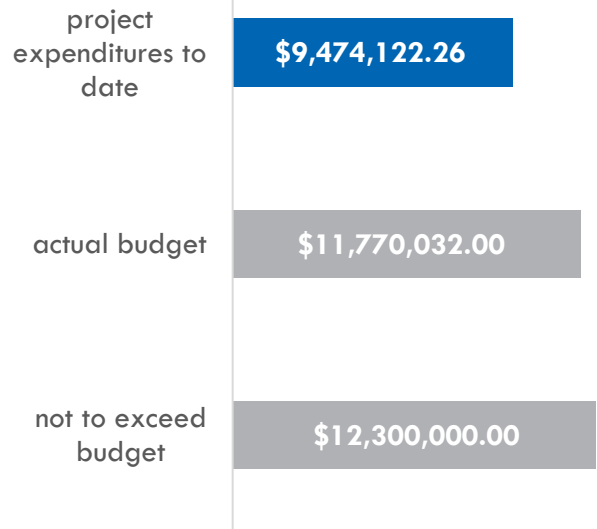 project
expenditures to
date
$9,474,122.26
actual budget
$11,770,032.00
not to exceed
budget
$12,300,000.00